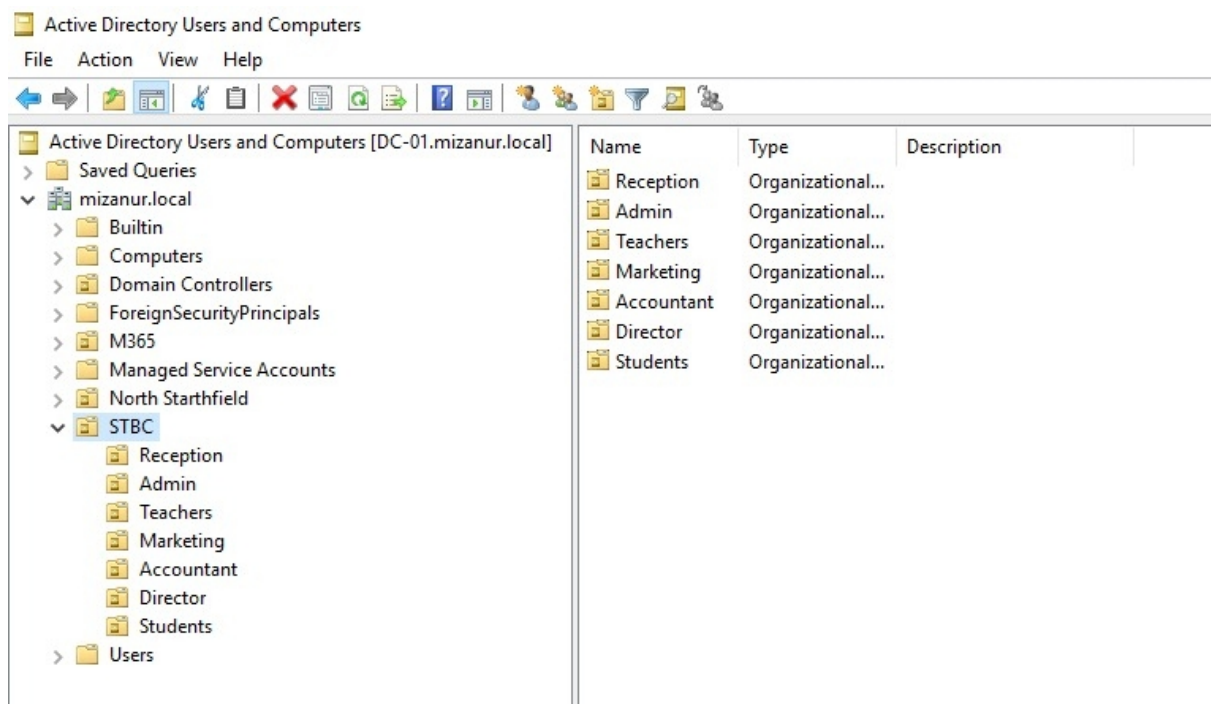 Active Directory Users and Computers
File Action View Help
Active Directory Users and Computers [DC-01.mizanur.local]
Saved Queries
mizanur.local
Builtin
Computers
Domain Controllers
ForeignSecurityPrincipals
M365
Managed Service Accounts
North Starthfield
STBC
Reception
Admin
Teachers
Marketing
Accountant
Director
Students
Users
Name Type Description
Reception Organizational...
Admin Organizational...
Teachers Organizational...
Marketing Organizational...
Accountant Organizational...
Director Organizational...
Students Organizational...